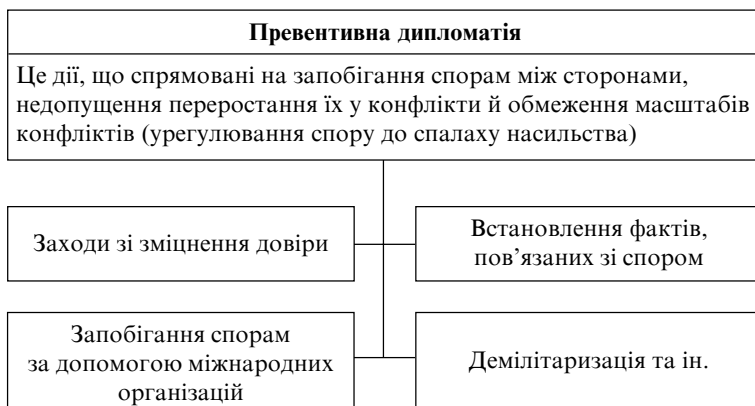 Превентивна дипломатія
Це дії, що спрямовані на запобігання спорам між сторонами,
недопущення переростання їх у конфлікти й обмеження масштабів
конфліктів (урегулювання спору до спалаху насильства)
Заходи зі зміцнення довіри
Встановлення фактів,
пов’язаних зі спором
Запобігання спорам
за допомогою міжнародних
організацій
Демілітаризація та ін.